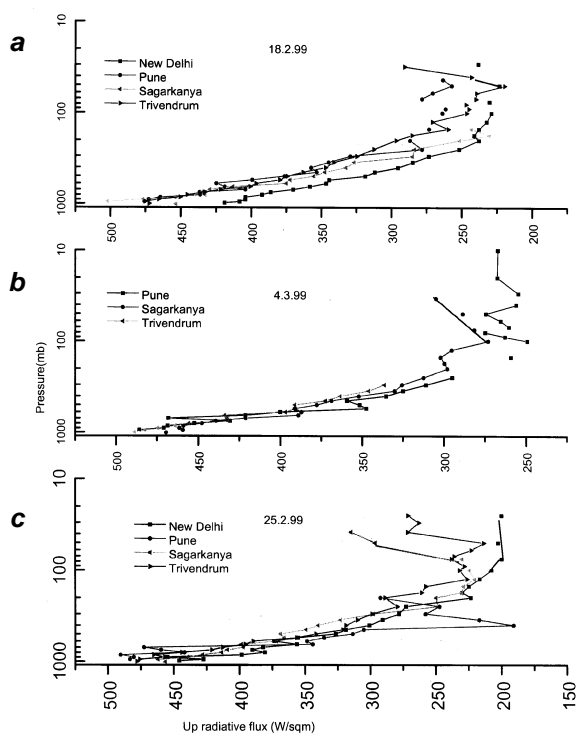 a
18.2.99
New Delhi
Pune
Sagarkanya
Trivendrum
10
100
1000
500
450
400
350
300
250
200
175
b
4.3.99
Pune
Sagarkanya
Trivendrum
Pressure(mb)
10
100
1000
500
450
400
350
300
250
10
c
25.2.99
New Delhi
Pune
Sagarkanya
Trivendrum
100
1000
500
450
400
350
300
250
200
150
Up radiative flux (W/sqm)